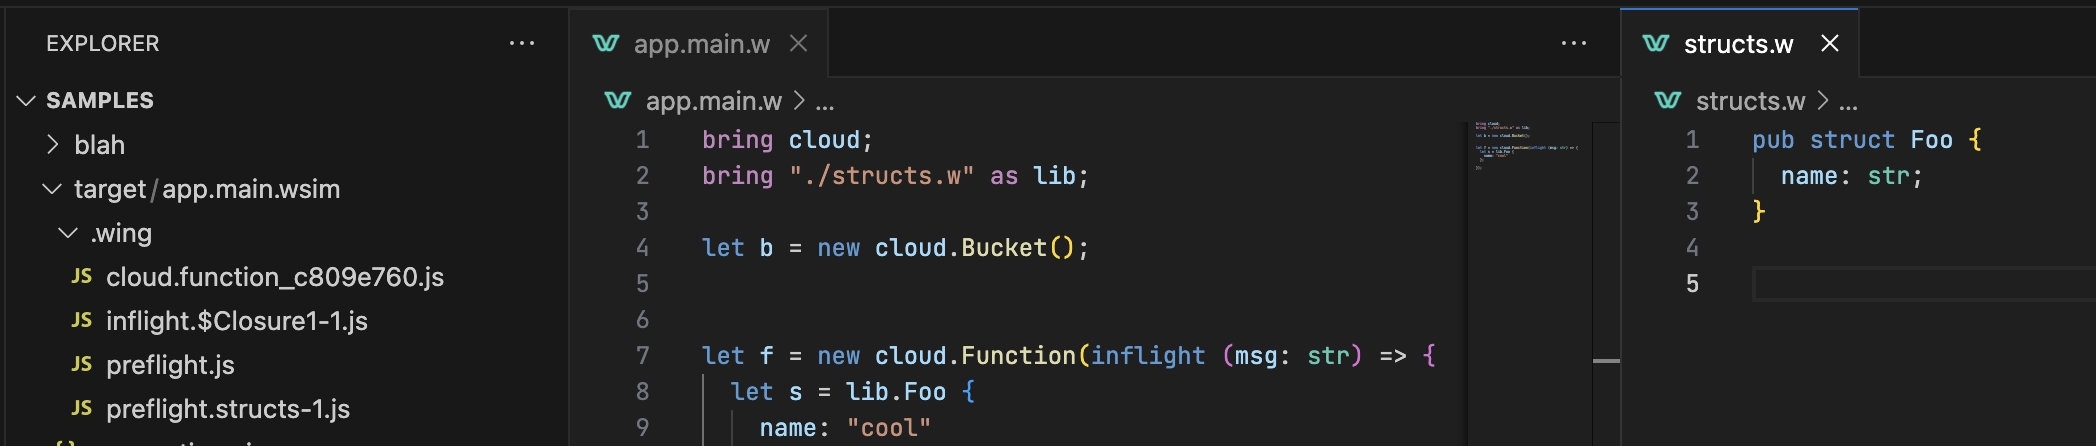 EXPLORER
SAMPLES
blah
target/app.main.wsim
.wing
JS cloud.function_c809e760.js
JS inflight.$Closure1-1.js
JS preflight.js
JS preflight.structs-1.js
app.main.w
app.main.w > ...
1 bring cloud;
2 bring "./structs.w" as lib;
3
4 let b = new cloud.Bucket();
5
6
7 let f = new cloud.Function(inflight (msg: str) => {
8 let s = lib.Foo {
9 name: "cool"
structs.w
structs.w > ...
1 pub struct Foo {
2 name: str;
3 }
4
5